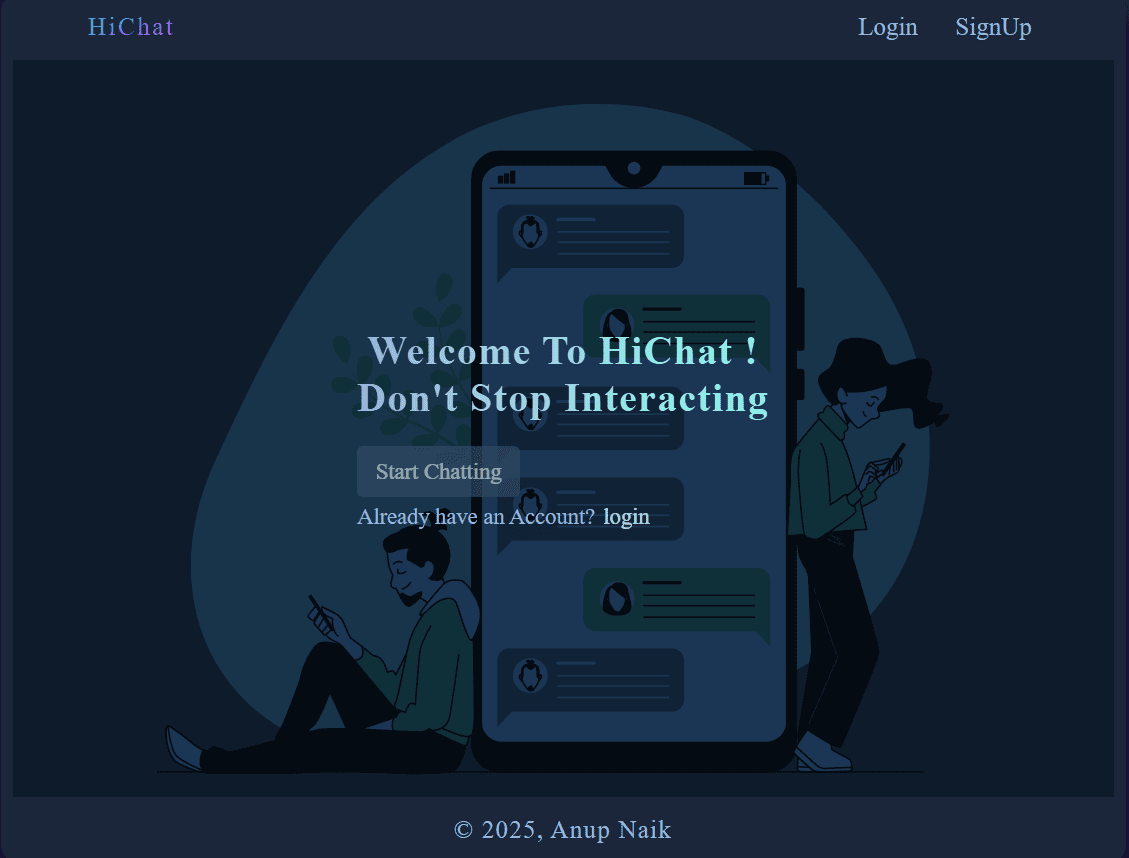 HiChat
Login SignUp
Welcome To HiChat !
Don't Stop Interacting
Start Chatting
Already have an Account? login
© 2025, Anup Naik